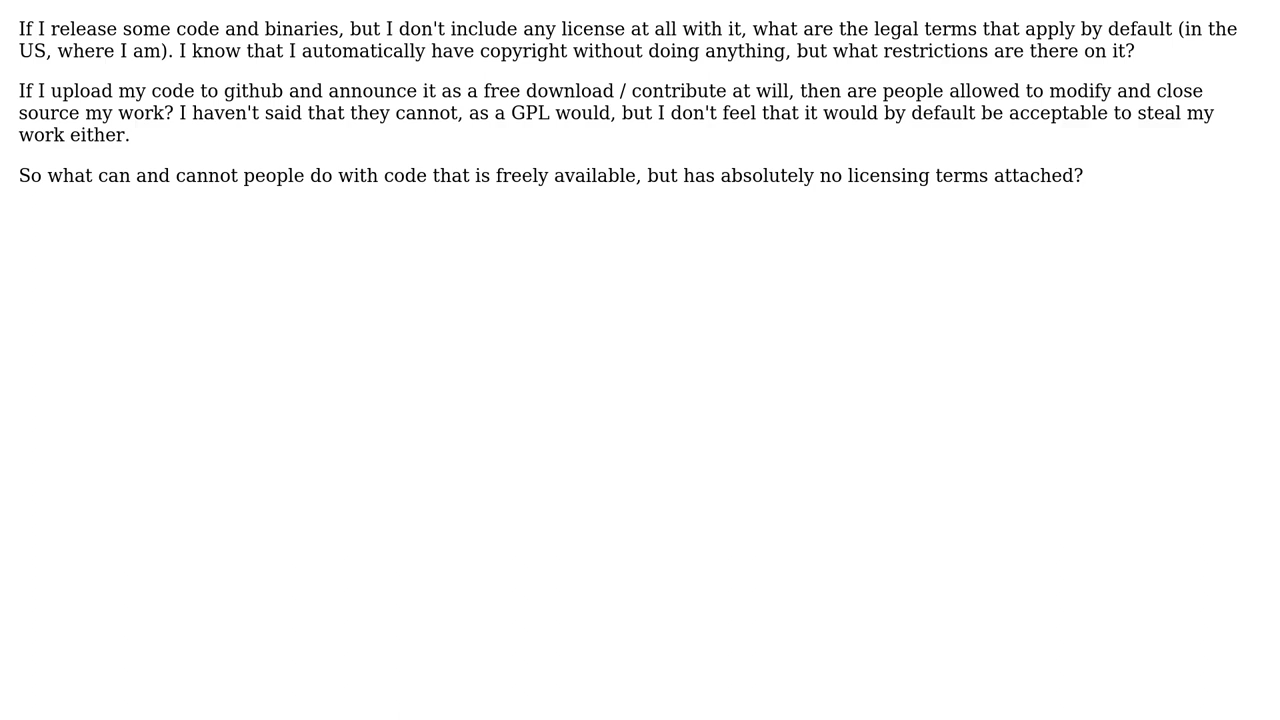 If I release some code and binaries, but I don't include any license at all with it, what are the legal terms that apply by default (in the
US, where I am). I know that I automatically have copyright without doing anything, but what restrictions are there on it?
If I upload my code to github and announce it as a free download / contribute at will, then are people allowed to modify and close
source my work? I haven't said that they cannot, as a GPL would, but I don't feel that it would by default be acceptable to steal my
work either.
So what can and cannot people do with code that is freely available, but has absolutely no licensing terms attached?